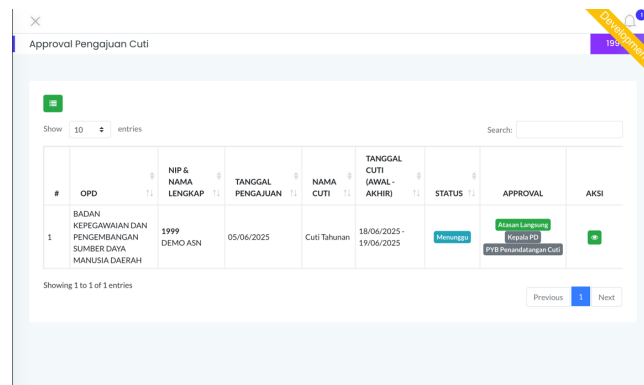 Development
1
Approval Pengajuan Cuti
199
Show 10 entries
Search:
#
OPD
NIP &
NAMA
LENGKAP
TANGGAL
PENGAJUAN
NAMA
CUTI
TANGGAL
CUTI
(AWAL -
AKHIR)
STATUS
APPROVAL
AKSI
1
BADAN
KEPEGAWAIAN DAN
PENGEMBANGAN
SUMBER DAYA
MANUSIA DAERAH
1999
DEMO ASN
05/06/2025
Cuti Tahunan
18/06/2025 -
19/06/2025
Menunggu
Atasan Langsung
Kepala PD
PYB Penandatangan Cuti
Showing 1 to 1 of 1 entries
Previous 1 Next